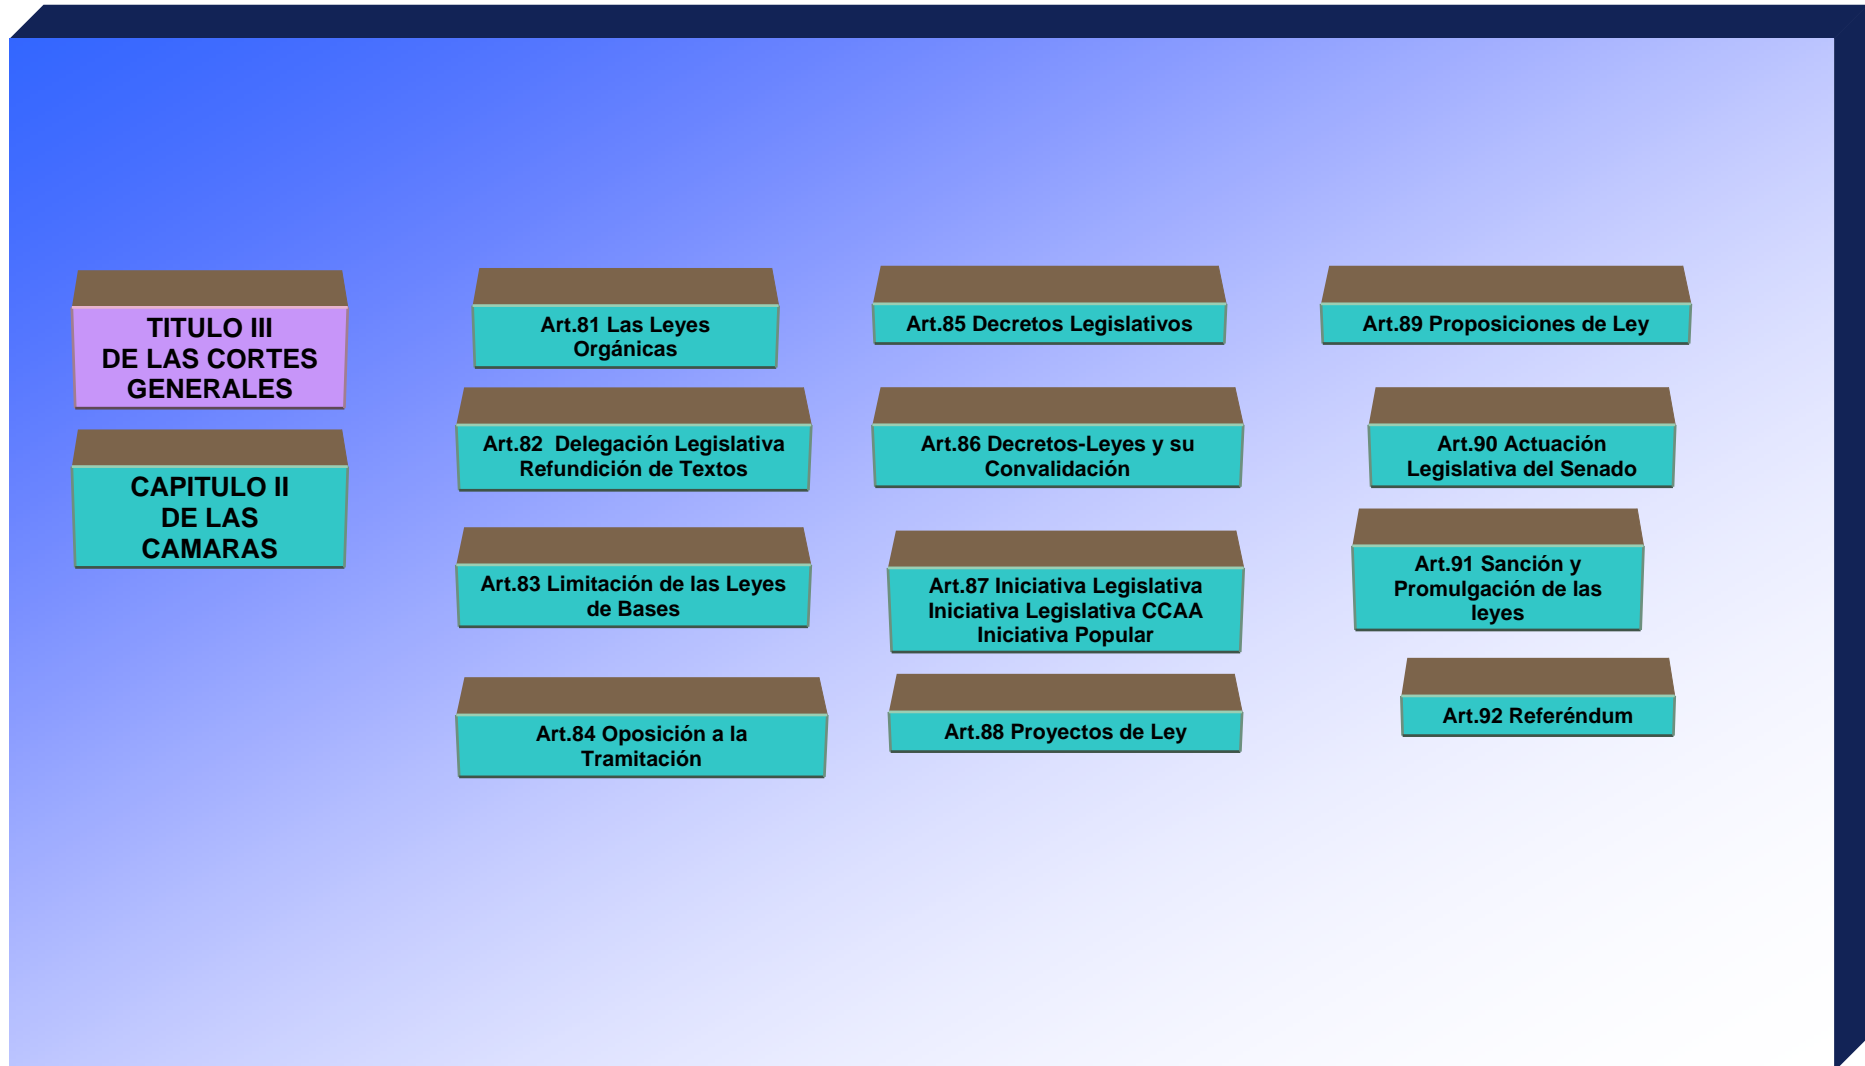 TITULO III
DE LAS CORTES
GENERALES
CAPITULO II
DE LAS
CAMARAS
Art.81 Las Leyes
Orgánicas
Art.82  Delegación Legislativa
Refundición de Textos
Art.83 Limitación de las Leyes
de Bases
Art.84 Oposición a la
Tramitación
Art.85 Decretos Legislativos
Art.86 Decretos-Leyes y su
Convalidación
Art.87 Iniciativa Legislativa
Iniciativa Legislativa CCAA
Iniciativa Popular
Art.88 Proyectos de Ley
Art.89 Proposiciones de Ley
Art.90 Actuación
Legislativa del Senado
Art.91 Sanción y
Promulgación de las
leyes
Art.92 Referéndum